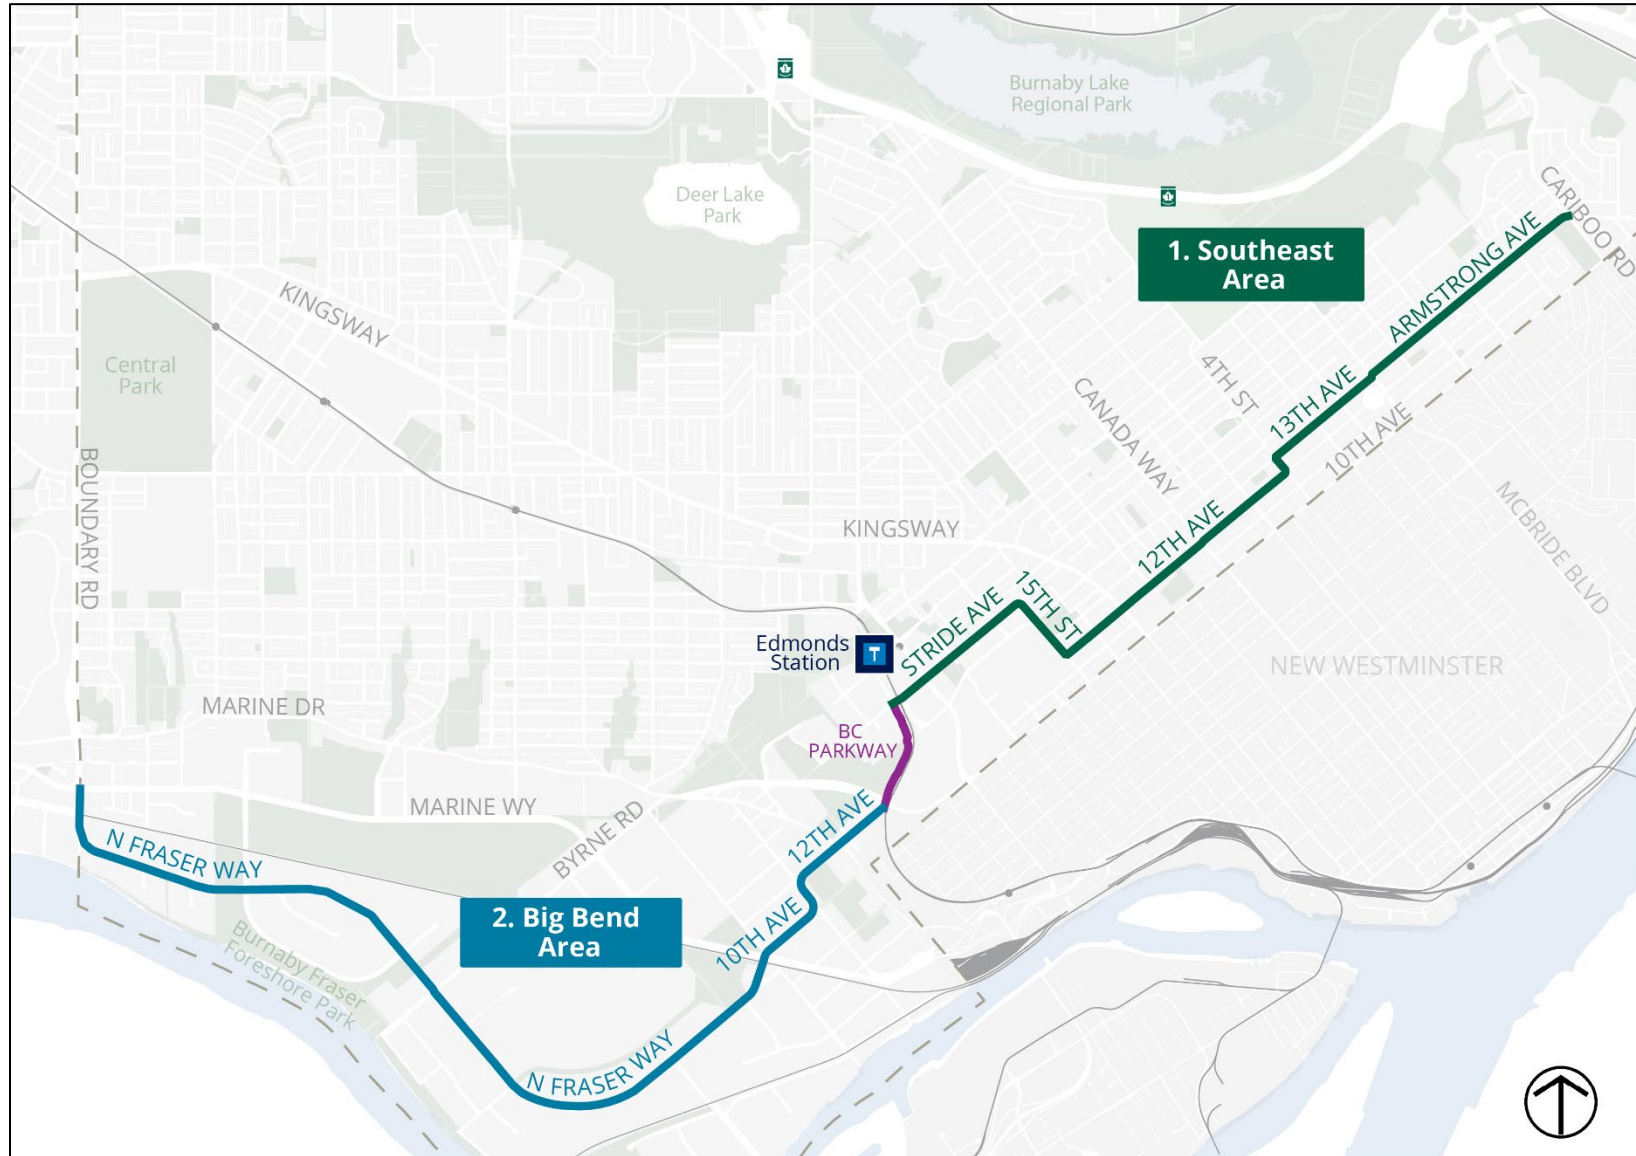 Burnaby Lake
Regional Park
Deer Lake
Park
CARIBOO RD
1. Southeast
Area
ARMSTRONG AVE
KINGSWAY
Central
Park
4TH ST
13TH AVE
CANADA WAY
10TH AVE
BOUNDARY RD
KINGSWAY
12TH AVE
MCBRIDE BLVD
15TH ST
STRIDE AVE
Edmonds
Station
T
NEW WESTMINSTER
MARINE DR
BC
PARKWAY
MARINE WY
12TH AVE
BYRNE RD
N FRASER WAY
2. Big Bend
Area
10TH AVE
Burnaby Fraser
Foreshore Park
N FRASER WAY